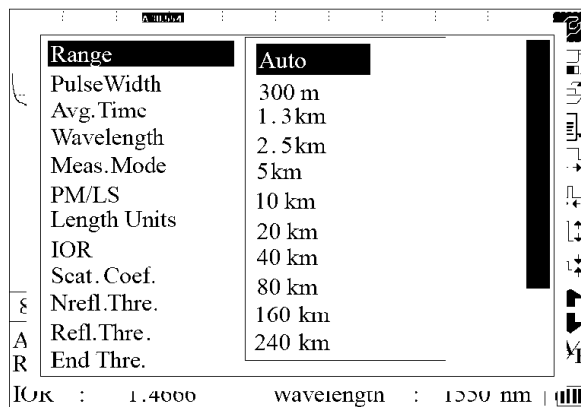 Range
PulseWidth
Avg.Time
Wavelength
Meas.Mode
PM/LS
Length Units
IOR
Scat.Coef.
Nrefl.Thre.
Refl.Thre.
End Thre.
Auto
300 m
1.3km
2.5km
5km
10 km
20 km
40 km
80 km
160 km
240 km
A
R
IOR : 1.4666 Wavelength : 1550 nm